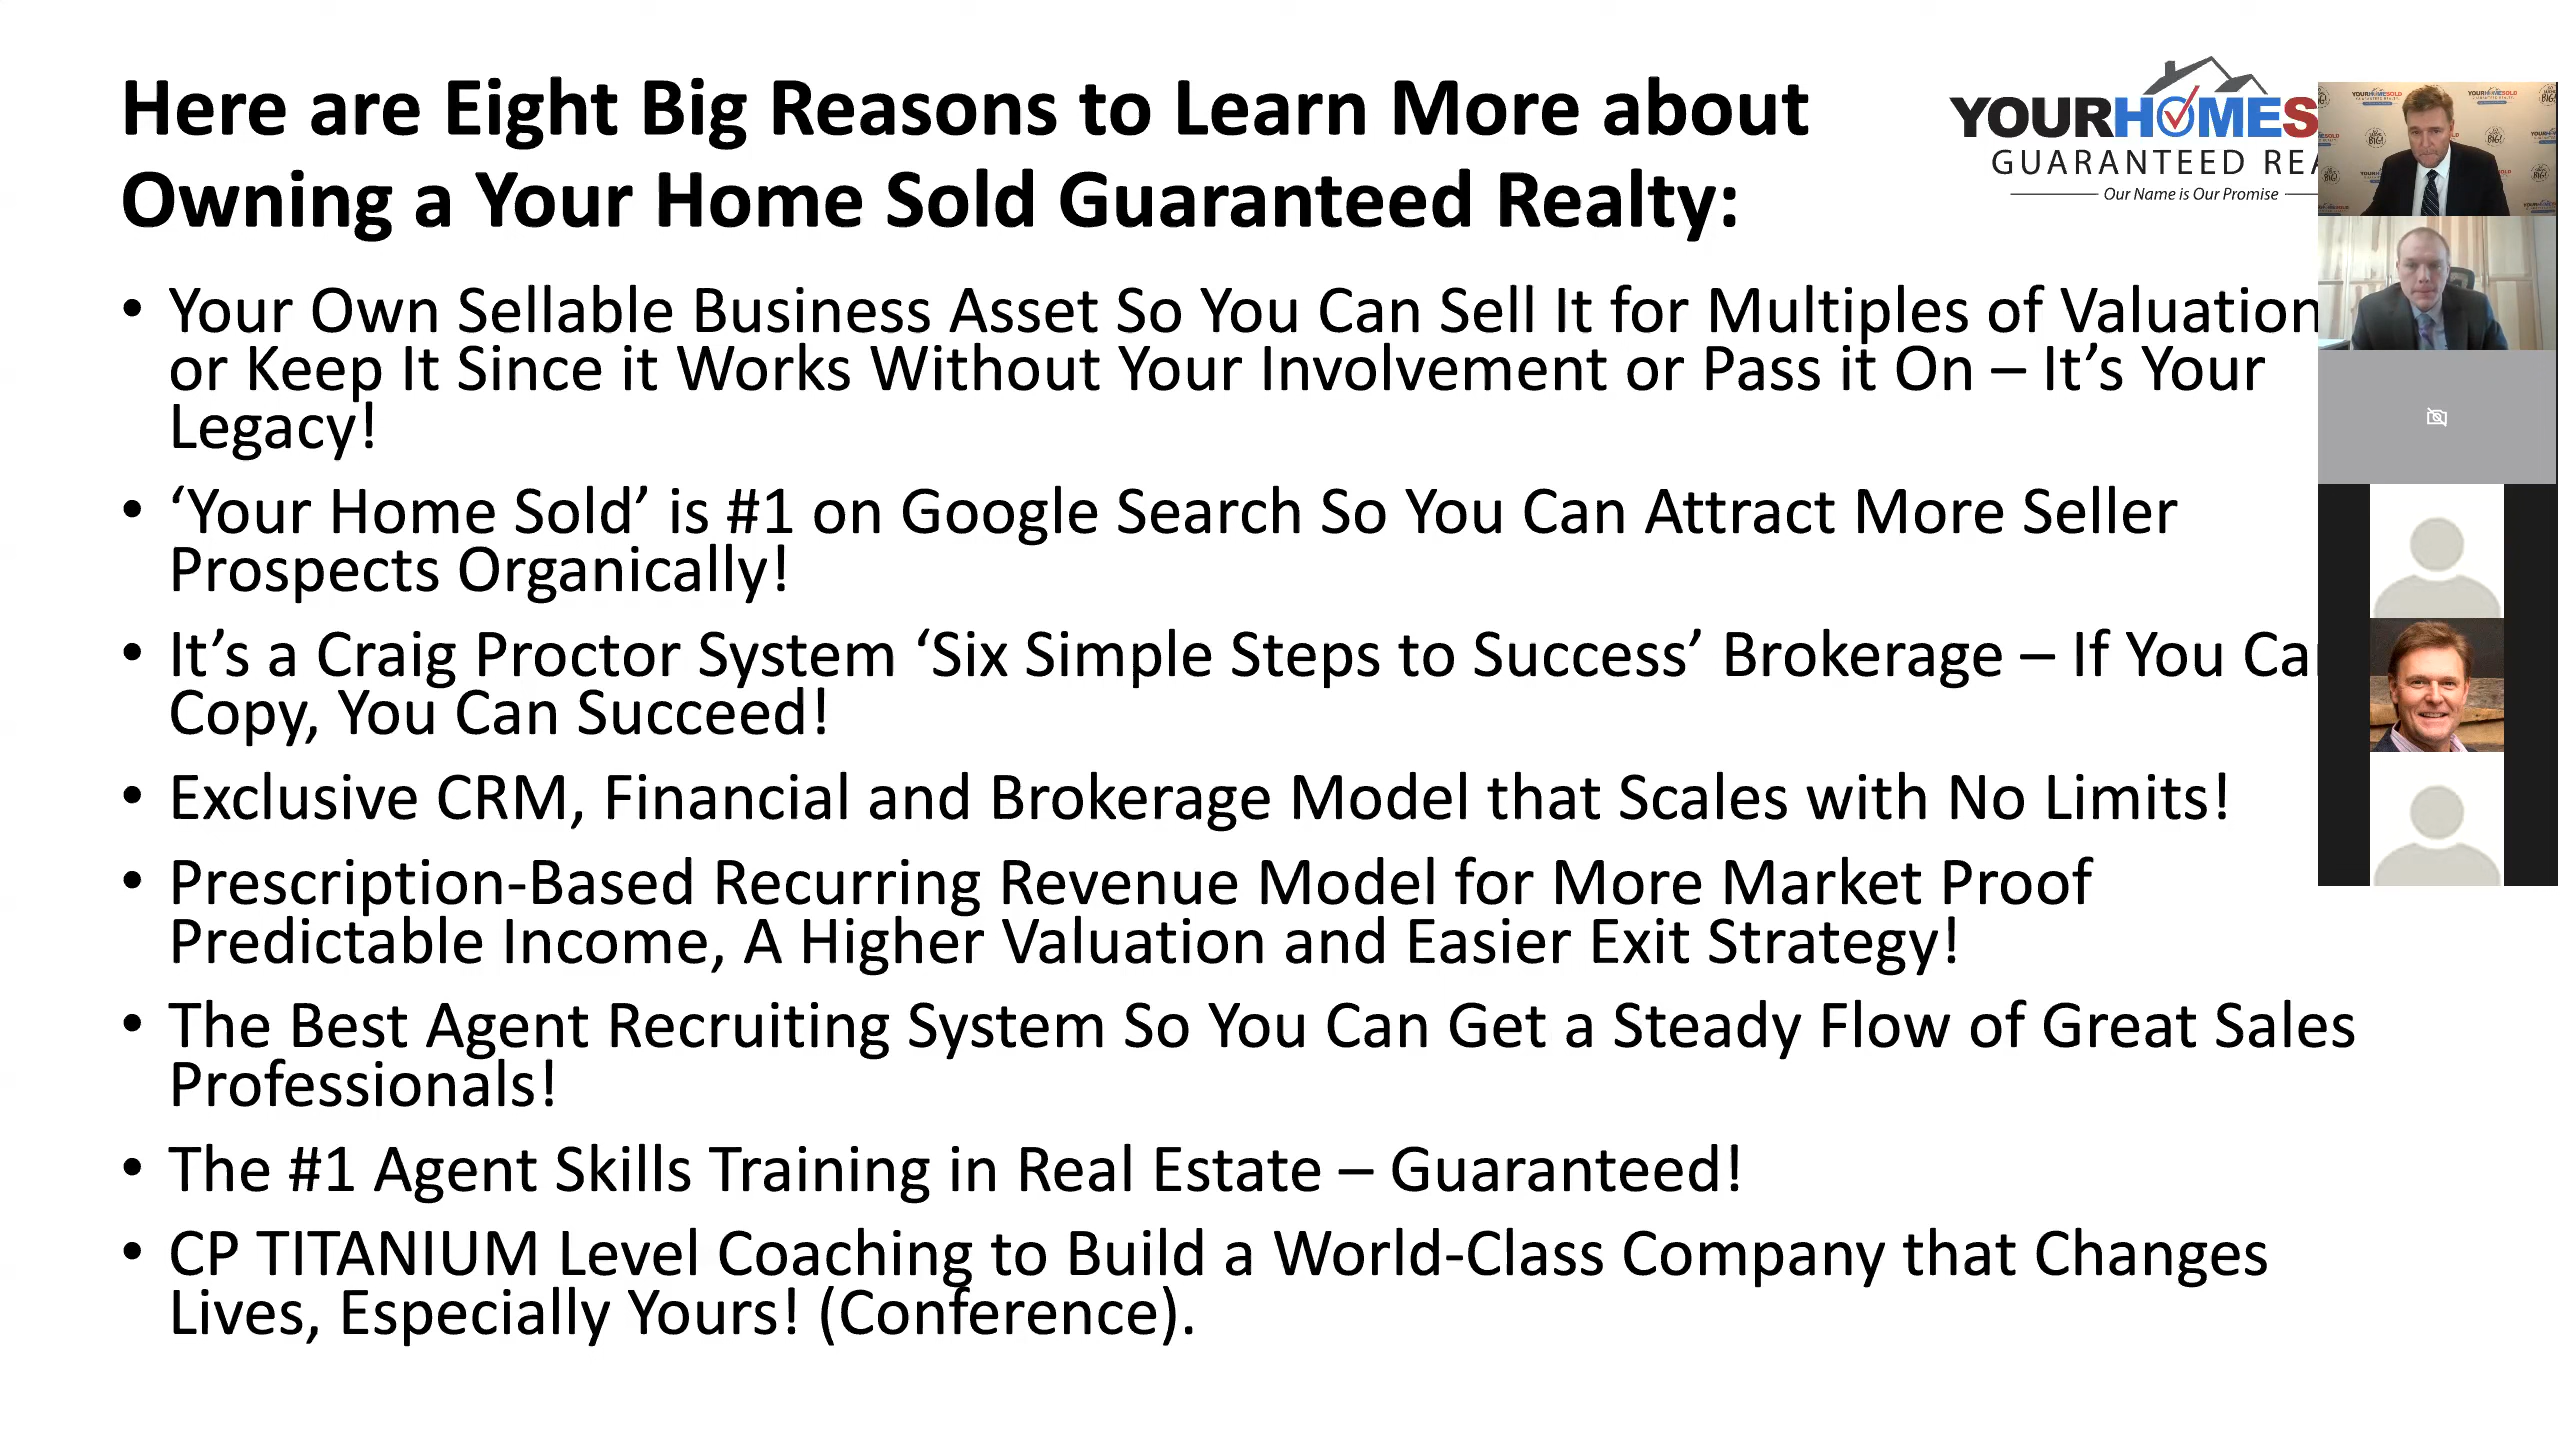 Here are Eight Big Reasons to Learn More about
Owning a Your Home Sold Guaranteed Realty:
YOURHOMES
GUARANTEED REA
Our Name is Our Promise
• Your Own Sellable Business Asset So You Can Sell It for Multiples of Valuation
or Keep It Since it Works Without Your Involvement or Pass it On – It’s Your
Legacy!
• ‘Your Home Sold’ is #1 on Google Search So You Can Attract More Seller
Prospects Organically!
• It’s a Craig Proctor System ‘Six Simple Steps to Success’ Brokerage – If You Ca
Copy, You Can Succeed!
• Exclusive CRM, Financial and Brokerage Model that Scales with No Limits!
• Prescription-Based Recurring Revenue Model for More Market Proof
Predictable Income, A Higher Valuation and Easier Exit Strategy!
• The Best Agent Recruiting System So You Can Get a Steady Flow of Great Sales
Professionals!
• The #1 Agent Skills Training in Real Estate – Guaranteed!
• CP TITANIUM Level Coaching to Build a World-Class Company that Changes
Lives, Especially Yours! (Conference).